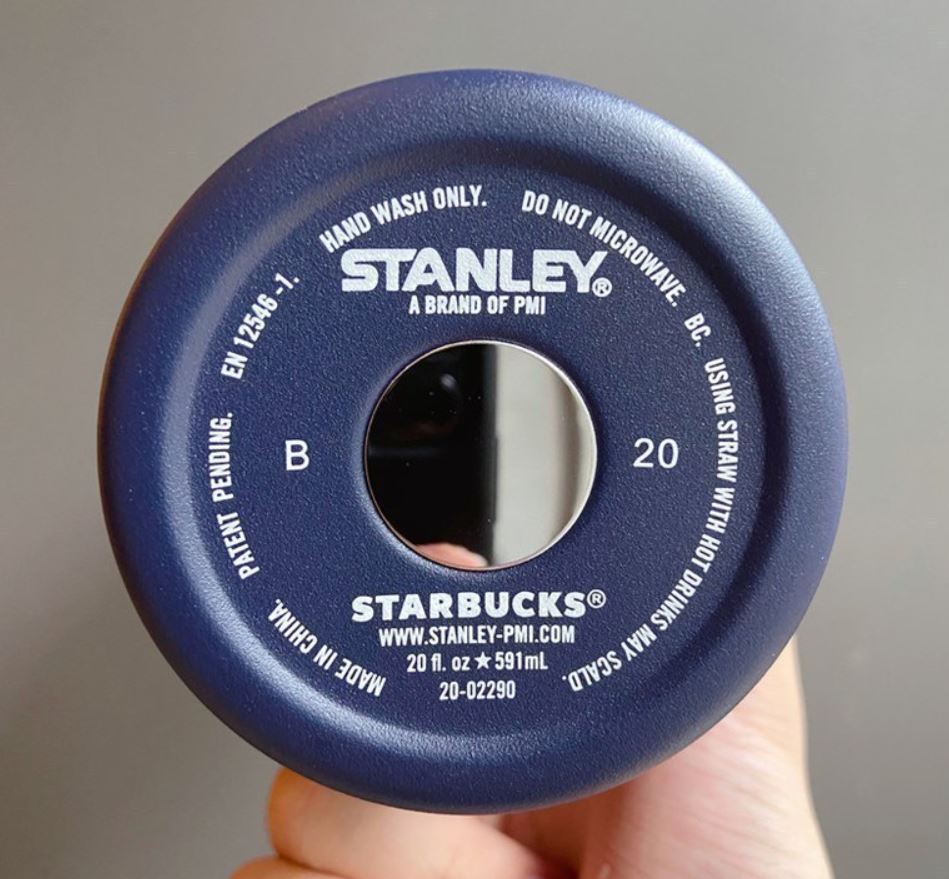 HAND WASH ONLY. DO NOT MICROWAVE. BC. USING STRAW WITH HOT DRINKS MAY SCALD.
MADE IN CHINA. PATENT PENDING. EN 12546-1.
STANLEY®
A BRAND OF PMI
B 20
STARBUCKS®
WWW.STANLEY-PMI.COM
20 fl. oz ★ 591mL
20-02290